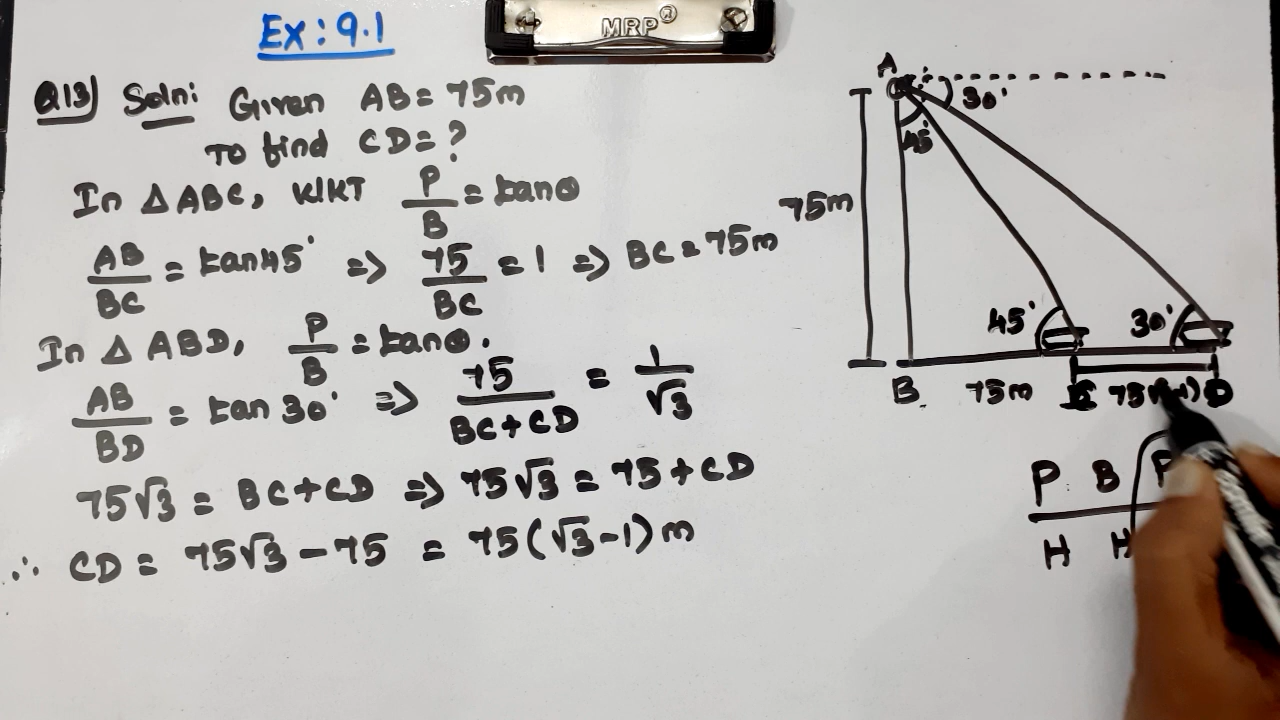 Ex: 9.1
MRP®
Q13) Soln: Given AB = 75m
To find CD = ?
In △ABC, WKT P/B = tanθ
AB/BC = tan45° ⇒ 75/BC = 1 ⇒ BC = 75m
In △ABD, P/B = tanθ.
AB/BD = tan 30° ⇒ 75/BC+CD = 1/√3
75√3 = BC+CD ⇒ 75√3 = 75+CD
∴ CD = 75√3 − 75 = 75(√3−1)m
A
30°
45°
75m
45° 30°
B 75m C D
P B P
H H